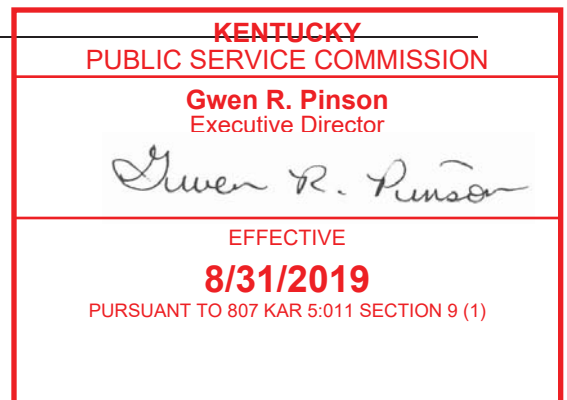 KENTUCKY
PUBLIC SERVICE COMMISSION
Gwen R. Pinson
Executive Director
Gwen R. Pinson
EFFECTIVE
8/31/2019
PURSUANT TO 807 KAR 5:011 SECTION 9 (1)